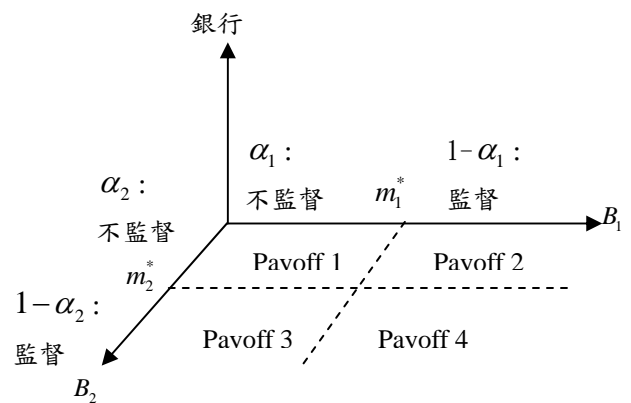 銀行
α₁ :
不監督
1-α₁ :
監督
α₂ :
不監督
m₁*
B₁
m₂*
Pavoff 1
Pavoff 2
1-α₂ :
監督
Pavoff 3
Pavoff 4
B₂